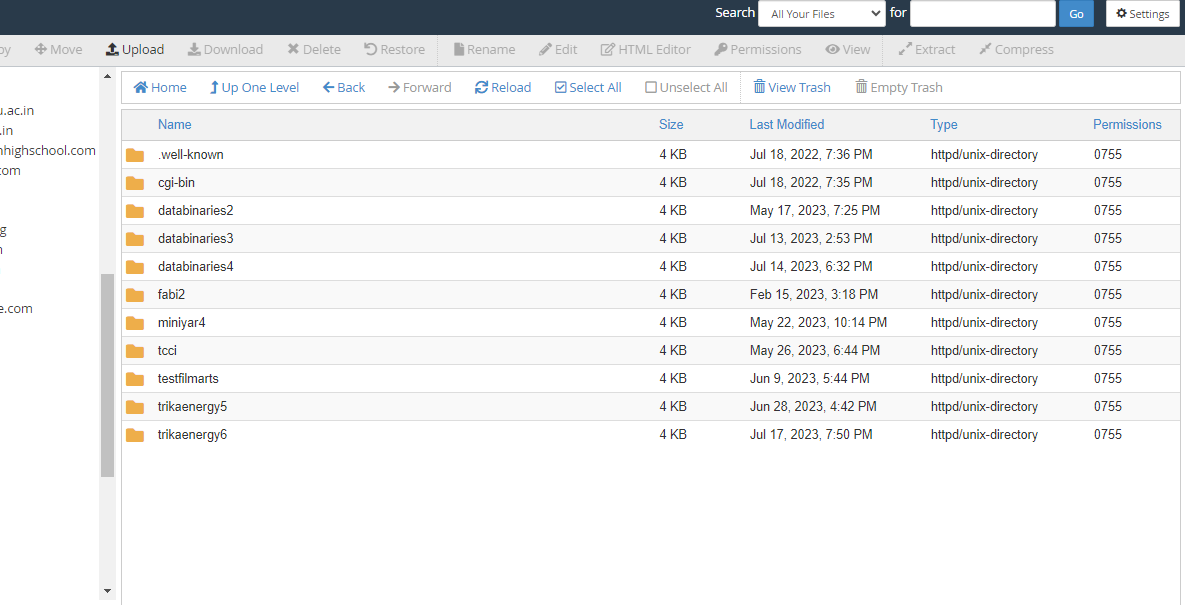 Search All Your Files for Go Settings
Move Upload Download Delete Restore Rename Edit HTML Editor Permissions View Extract Compress
Home Up One Level Back Forward Reload Select All Unselect All View Trash Empty Trash
.ac.in
.in
nhighschool.com
om
e.com
Name Size Last Modified Type Permissions
.well-known 4 KB Jul 18, 2022, 7:36 PM httpd/unix-directory 0755
cgi-bin 4 KB Jul 18, 2022, 7:35 PM httpd/unix-directory 0755
databinaries2 4 KB May 17, 2023, 7:25 PM httpd/unix-directory 0755
databinaries3 4 KB Jul 13, 2023, 2:53 PM httpd/unix-directory 0755
databinaries4 4 KB Jul 14, 2023, 6:32 PM httpd/unix-directory 0755
fabi2 4 KB Feb 15, 2023, 3:18 PM httpd/unix-directory 0755
miniyar4 4 KB May 22, 2023, 10:14 PM httpd/unix-directory 0755
tcci 4 KB May 26, 2023, 6:44 PM httpd/unix-directory 0755
testfilmarts 4 KB Jun 9, 2023, 5:44 PM httpd/unix-directory 0755
trikaenergy5 4 KB Jun 28, 2023, 4:42 PM httpd/unix-directory 0755
trikaenergy6 4 KB Jul 17, 2023, 7:50 PM httpd/unix-directory 0755